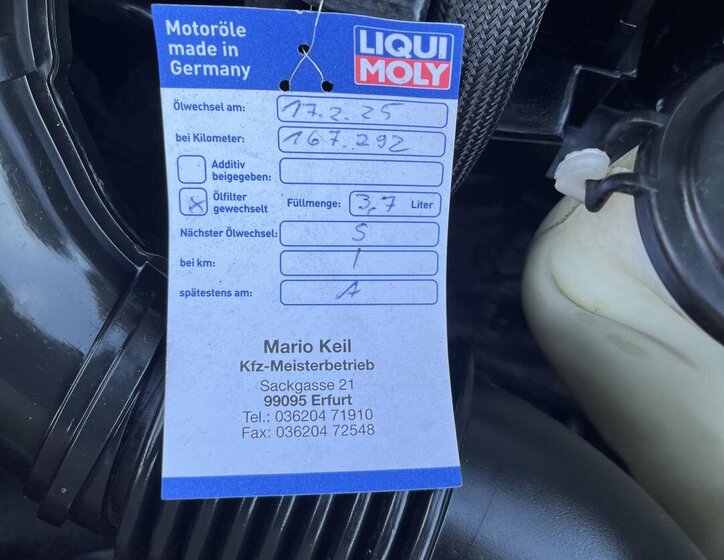 Motoröle
made in
Germany
LIQUI
MOLY
Ölwechsel am: 17.2.25
bei Kilometer: 167.292
Additiv
beigegeben:
Ölfilter
gewechselt
x
Füllmenge: 3,7 Liter
Nächster Ölwechsel: S
bei km: I
spätestens am: A
Mario Keil
Kfz-Meisterbetrieb
Sackgasse 21
99095 Erfurt
Tel.: 036204 71910
Fax: 036204 72548